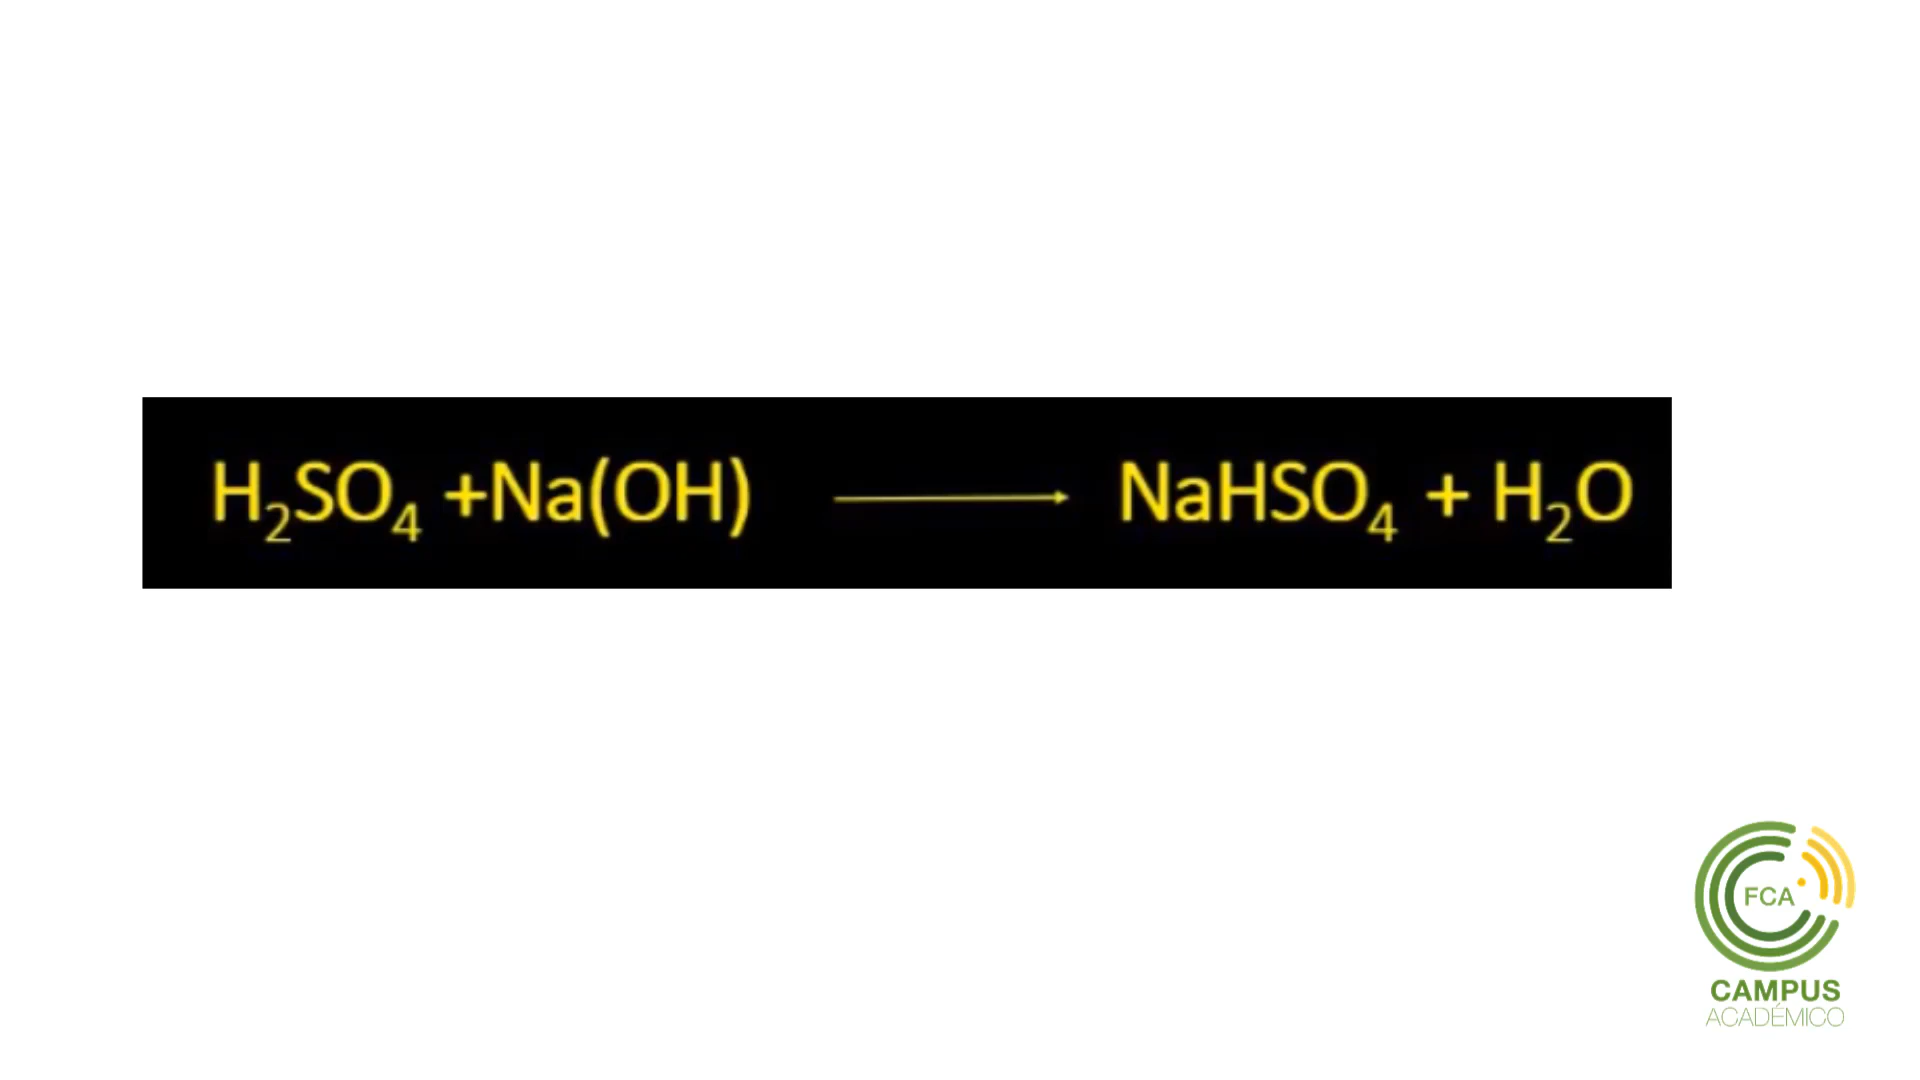 H₂SO₄ +Na(OH) ⟶ NaHSO₄ + H₂O
FCA
CAMPUS
ACADÉMICO